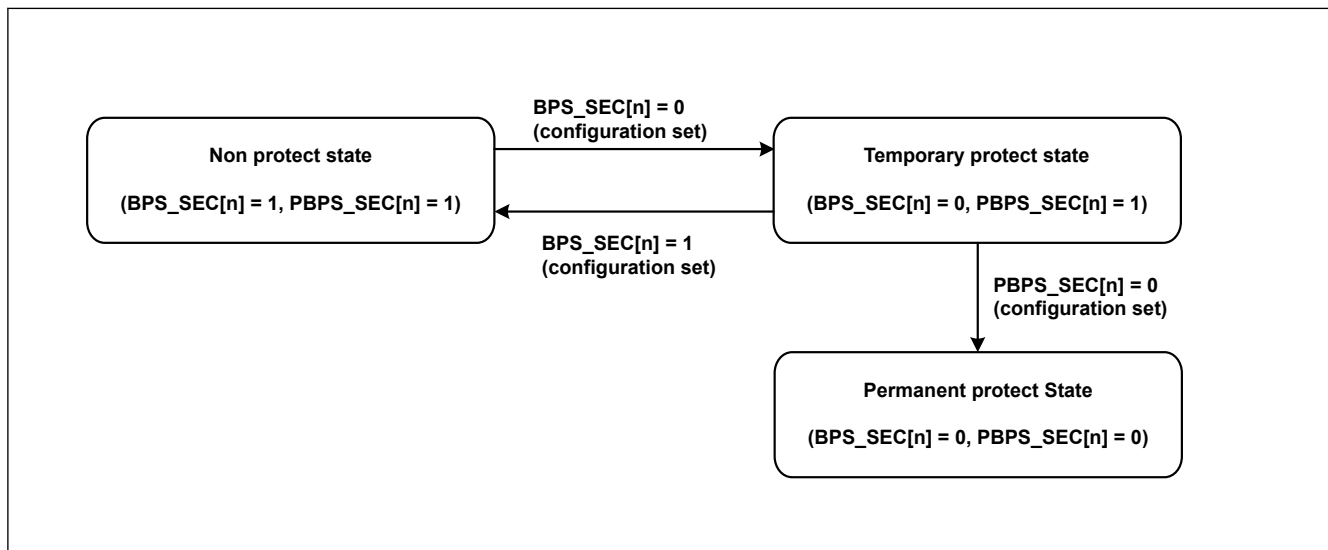 BPS_SEC[n] = 0
(configuration set)
Non protect state
(BPS_SEC[n] = 1, PBPS_SEC[n] = 1)
Temporary protect state
(BPS_SEC[n] = 0, PBPS_SEC[n] = 1)
BPS_SEC[n] = 1
(configuration set)
PBPS_SEC[n] = 0
(configuration set)
Permanent protect State
(BPS_SEC[n] = 0, PBPS_SEC[n] = 0)